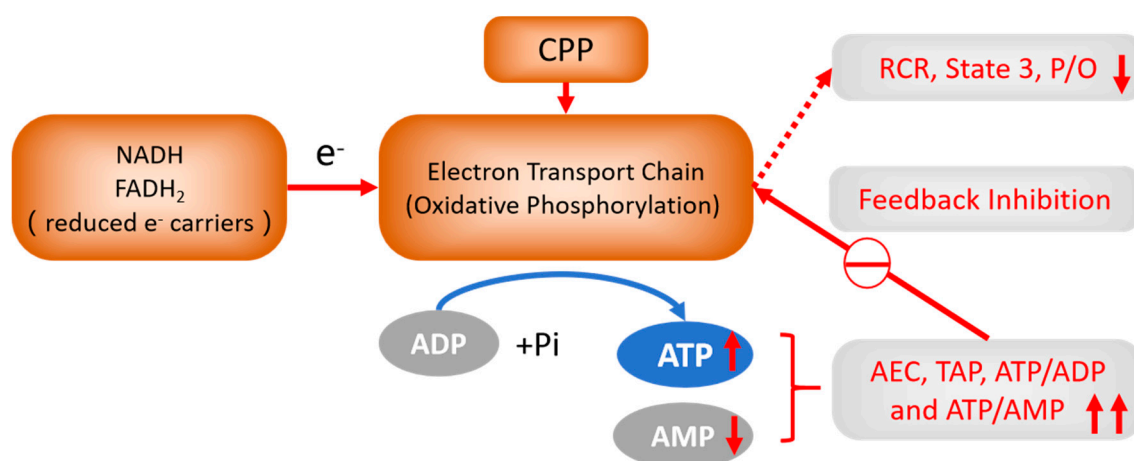 CPP
RCR, State 3, P/O
NADH
FADH₂
( reduced e⁻ carriers )
e⁻
Electron Transport Chain
(Oxidative Phosphorylation)
Feedback Inhibition
ADP
+Pi
ATP
AMP
AEC, TAP, ATP/ADP
and ATP/AMP